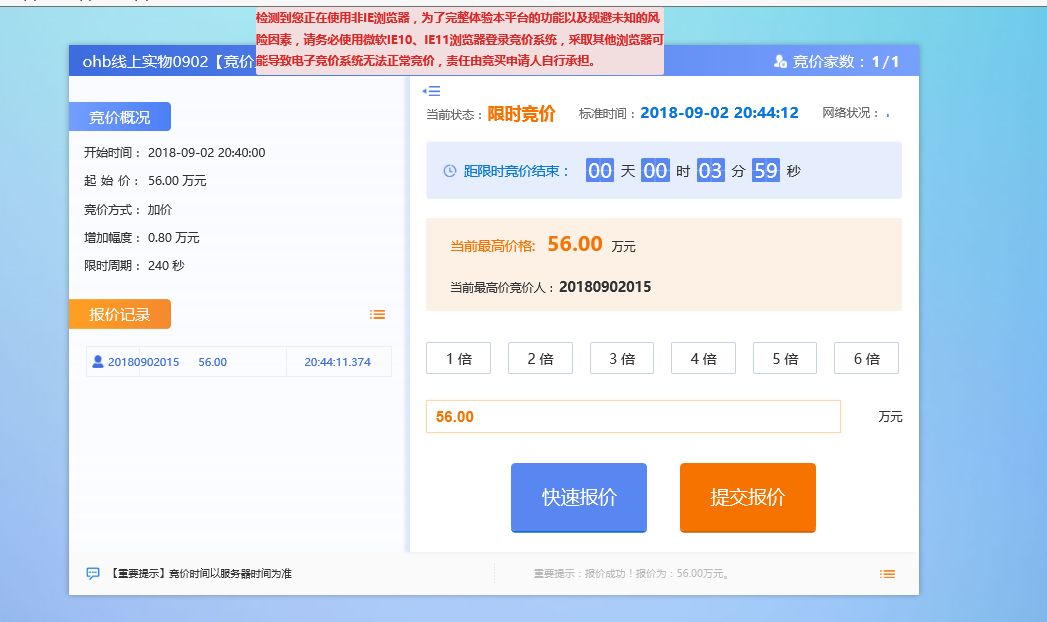 检测到您正在使用非IE浏览器，为了完整体验本平台的功能以及规避未知的风
险因素，请务必使用微软IE10、IE11浏览器登录竞价系统，采取其他浏览器可
能导致电子竞价系统无法正常竞价，责任由竞买申请人自行承担。
ohb线上实物0902【竞价
竞价家数：1/1
竞价概况
开始时间： 2018-09-02 20:40:00
起 始 价： 56.00 万元
竞价方式： 加价
增加幅度： 0.80 万元
限时周期： 240 秒
报价记录
20180902015 56.00 20:44:11.374
当前状态：限时竞价 标准时间：2018-09-02 20:44:12 网络状况：
距限时竞价结束： 00 天 00 时 03 分 59 秒
当前最高价格: 56.00 万元
当前最高价竞价人：20180902015
1 倍 2 倍 3 倍 4 倍 5 倍 6 倍
56.00 万元
快速报价 提交报价
【重要提示】竞价时间以服务器时间为准
重要提示：报价成功！报价为：56.00万元。